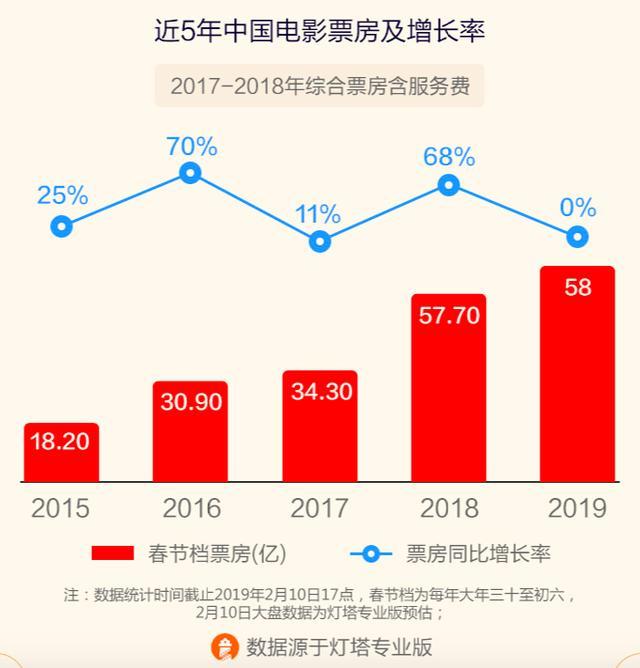 近5年中国电影票房及增长率
2017-2018年综合票房含服务费
70%
68%
25%
11%
0%
58
57.70
34.30
30.90
18.20
2015 2016 2017 2018 2019
春节档票房(亿) 票房同比增长率
注：数据统计时间截止2019年2月10日17点，春节档为每年大年三十至初六，
2月10日大盘数据为灯塔专业版预估；
数据源于灯塔专业版